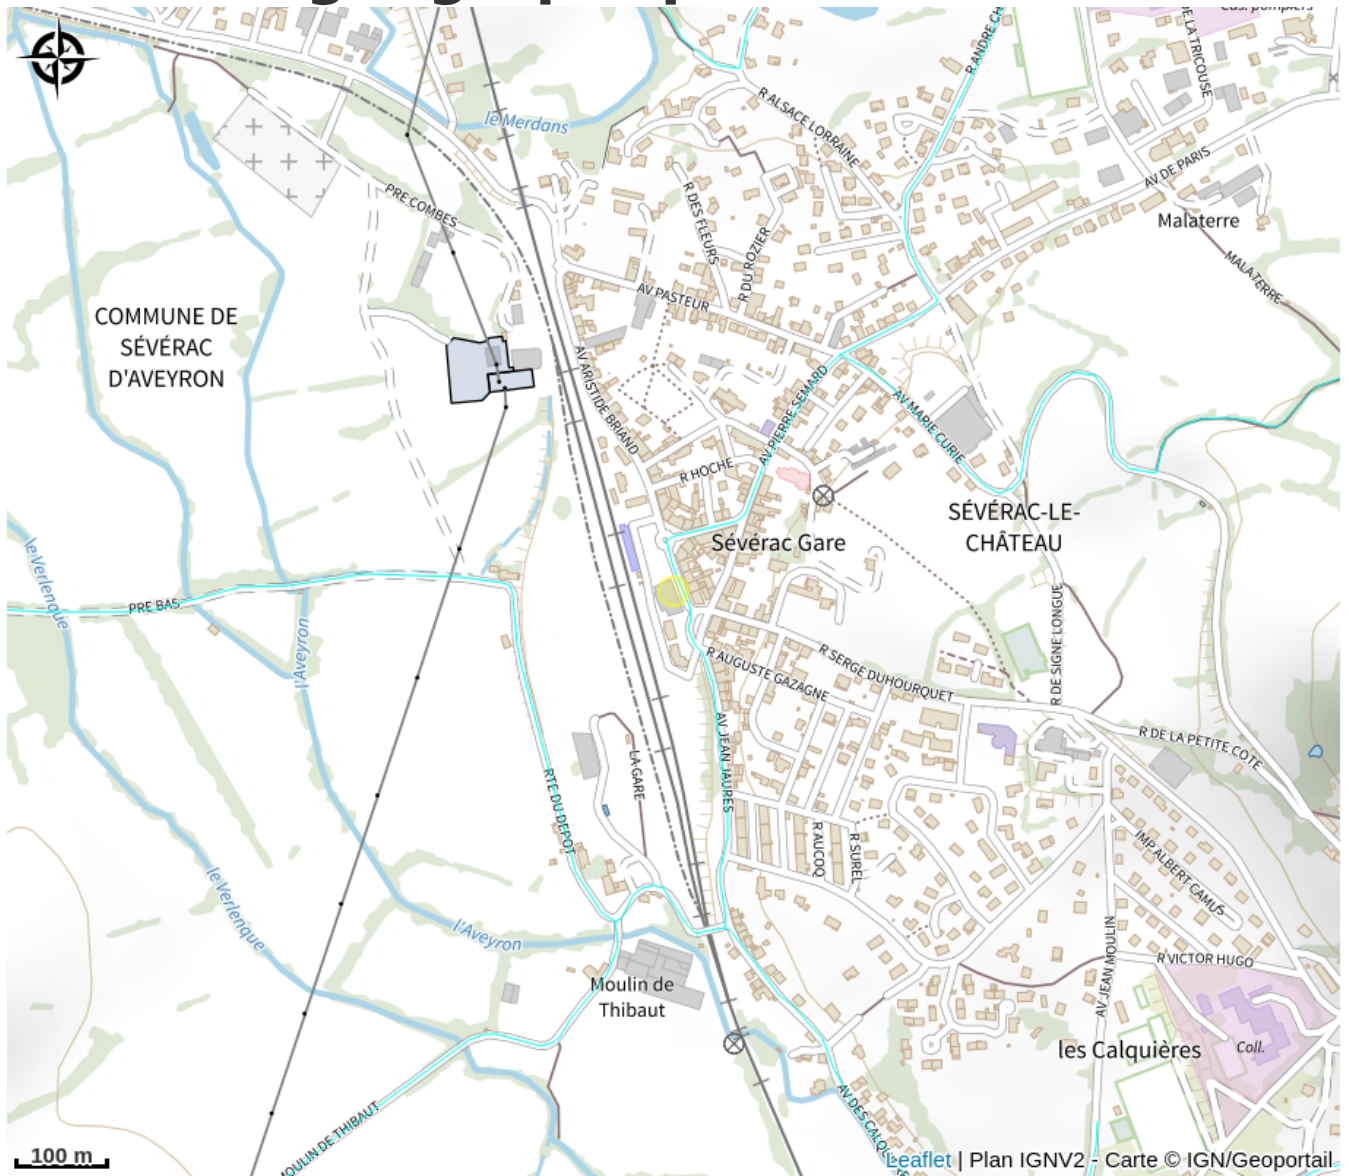 R ANDRE CH
DE LA TRICOUSE
Cas. pompiers
le Merdans
R ALSACE LORRAINE
AV DE PARIS
PRE COMBES
R DES FLEURS
R DU ROZIER
Malaterre
MALATERRE
AV PASTEUR
COMMUNE DE
SÉVÉRAC
D'AVEYRON
AV ARISTIDE BRIAND
AV PIERRE SEMARD
AV MARIE CURIE
R HOCHE
SÉVÉRAC-LE-
CHÂTEAU
Sévérac Gare
le Verlenque
PRE BAS
l'Aveyron
R DE SIGNE LONGUE
R SERGE DUHOURQUET
R AUGUSTE GAZAGNE
AV JEAN JAURES
R DE LA PETITE COTE
LA GARE
RTE DU DEPOT
R AUCOQ
R SUREL
IMP ALBERT CAMUS
le Verlenque
l'Aveyron
AV JEAN MOULIN
R VICTOR HUGO
Moulin de
Thibaut
les Calquières
Coll.
AV DES CALQUIE
MOULIN DE THIBAUT
100 m
Leaflet | Plan IGNV2 - Carte © IGN/Geoportail